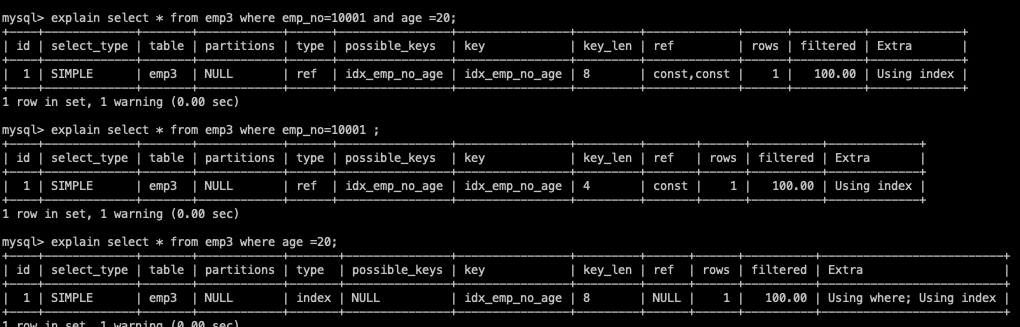 mysql> explain select * from emp3 where emp_no=10001 and age =20;
+----+-------------+-------+------------+------+----------------+----------------+---------+-------------+------+----------+-------------+
| id | select_type | table | partitions | type | possible_keys | key | key_len | ref | rows | filtered | Extra |
+----+-------------+-------+------------+------+----------------+----------------+---------+-------------+------+----------+-------------+
| 1 | SIMPLE | emp3 | NULL | ref | idx_emp_no_age | idx_emp_no_age | 8 | const,const | 1 | 100.00 | Using index |
+----+-------------+-------+------------+------+----------------+----------------+---------+-------------+------+----------+-------------+
1 row in set, 1 warning (0.00 sec)
mysql> explain select * from emp3 where emp_no=10001 ;
+----+-------------+-------+------------+------+----------------+----------------+---------+-------+------+----------+-------------+
| id | select_type | table | partitions | type | possible_keys | key | key_len | ref | rows | filtered | Extra |
+----+-------------+-------+------------+------+----------------+----------------+---------+-------+------+----------+-------------+
| 1 | SIMPLE | emp3 | NULL | ref | idx_emp_no_age | idx_emp_no_age | 4 | const | 1 | 100.00 | Using index |
+----+-------------+-------+------------+------+----------------+----------------+---------+-------+------+----------+-------------+
1 row in set, 1 warning (0.00 sec)
mysql> explain select * from emp3 where age =20;
+----+-------------+-------+------------+-------+---------------+----------------+---------+------+------+----------+--------------------------+
| id | select_type | table | partitions | type | possible_keys | key | key_len | ref | rows | filtered | Extra |
+----+-------------+-------+------------+-------+---------------+----------------+---------+------+------+----------+--------------------------+
| 1 | SIMPLE | emp3 | NULL | index | NULL | idx_emp_no_age | 8 | NULL | 1 | 100.00 | Using where; Using index |
+----+-------------+-------+------------+-------+---------------+----------------+---------+------+------+----------+--------------------------+
1 row in set, 1 warning (0.00 sec)